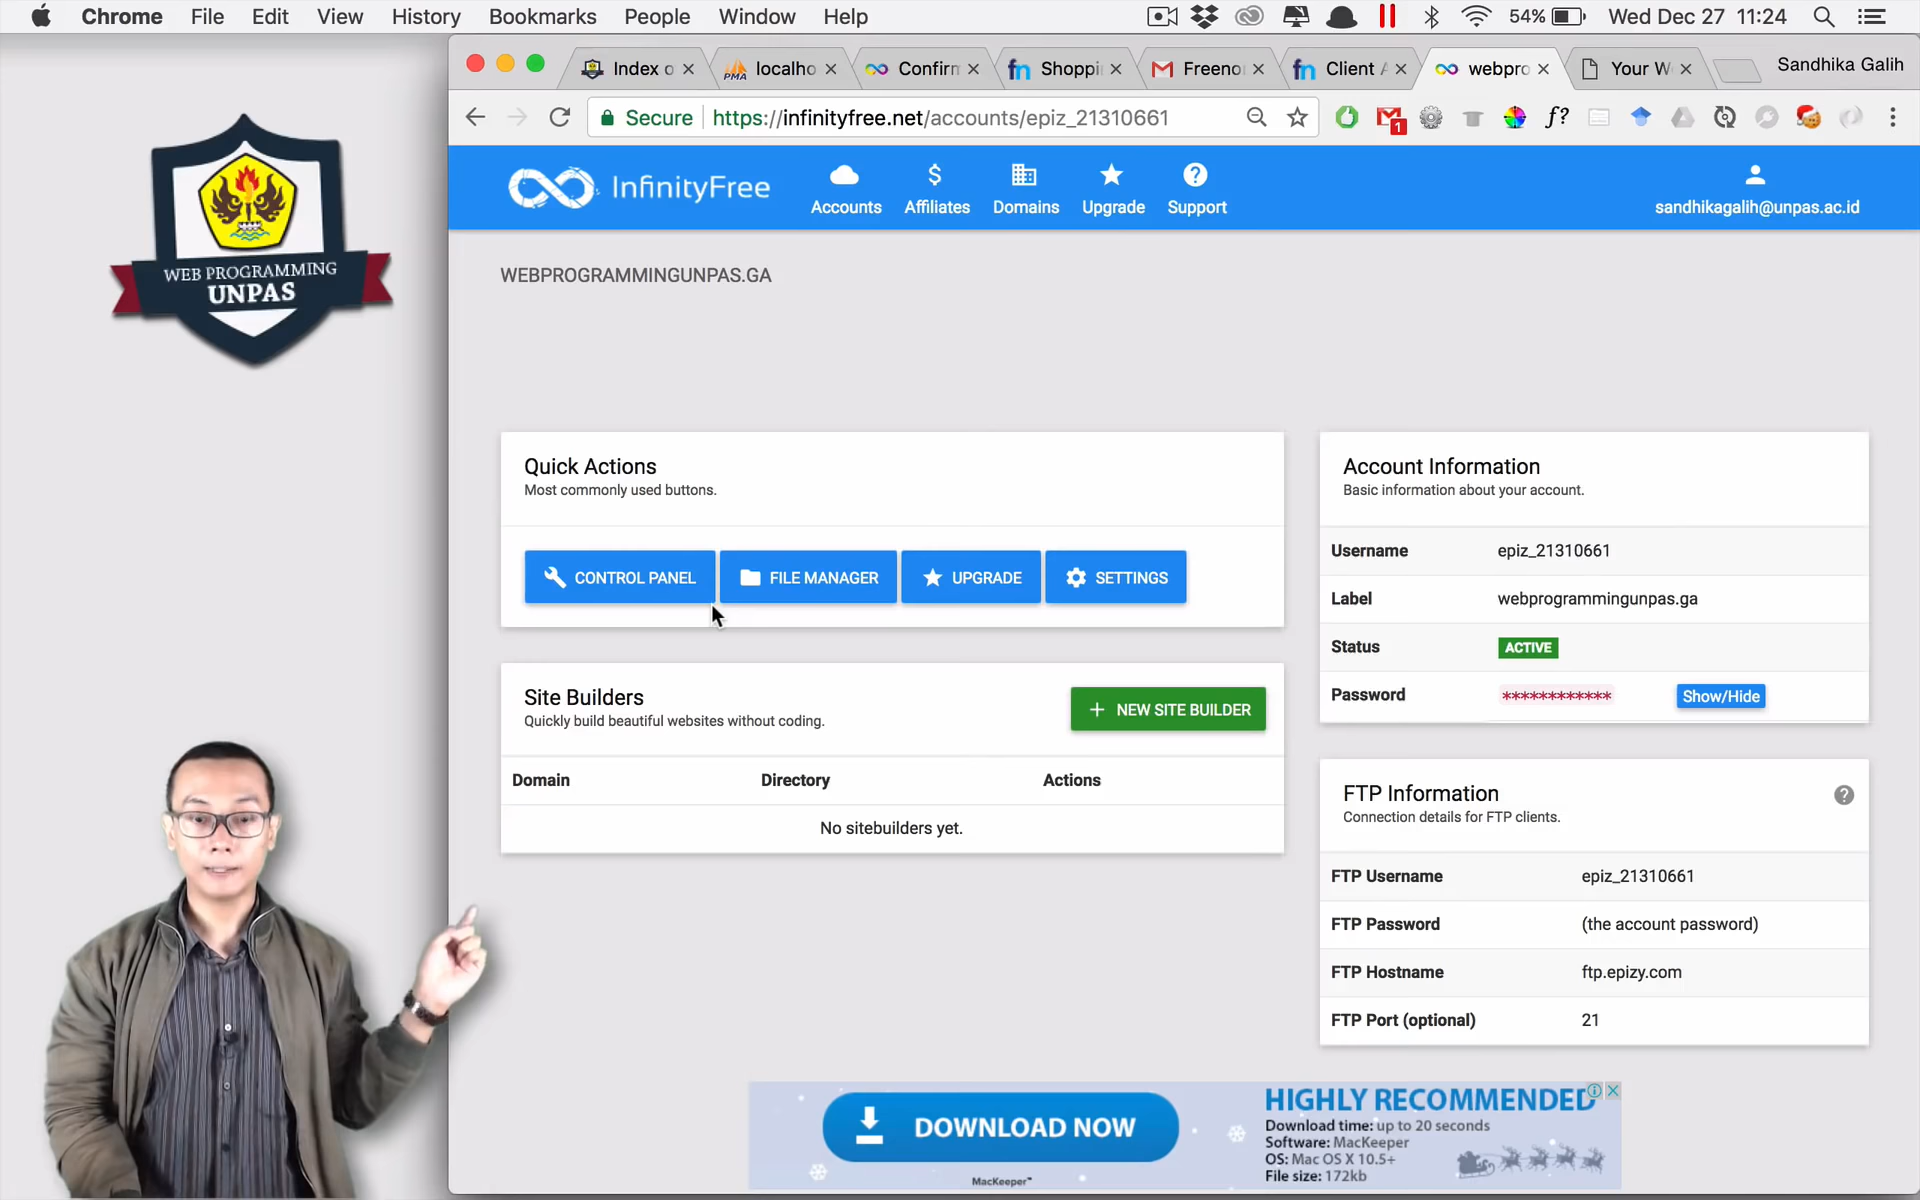 Chrome File Edit View History Bookmarks People Window Help 54% Wed Dec 27 11:24
Index o localho Confirm Shoppi Freeno Client A webpro Your W Sandhika Galih
Secure https://infinityfree.net/accounts/epiz_21310661 1
InfinityFree Accounts Affiliates Domains Upgrade Support sandhikagalih@unpas.ac.id
WEB PROGRAMMING
UNPAS
WEBPROGRAMMINGUNPAS.GA
Quick Actions
Most commonly used buttons.
CONTROL PANEL FILE MANAGER UPGRADE SETTINGS
Site Builders
Quickly build beautiful websites without coding.
+ NEW SITE BUILDER
Domain Directory Actions
No sitebuilders yet.
Account Information
Basic information about your account.
Username epiz_21310661
Label webprogrammingunpas.ga
Status ACTIVE
Password ************ Show/Hide
FTP Information
Connection details for FTP clients.
FTP Username epiz_21310661
FTP Password (the account password)
FTP Hostname ftp.epizy.com
FTP Port (optional) 21
DOWNLOAD NOW
MacKeeper™
HIGHLY RECOMMENDED
Download time: up to 20 seconds
Software: MacKeeper
OS: Mac OS X 10.5+
File size: 172kb